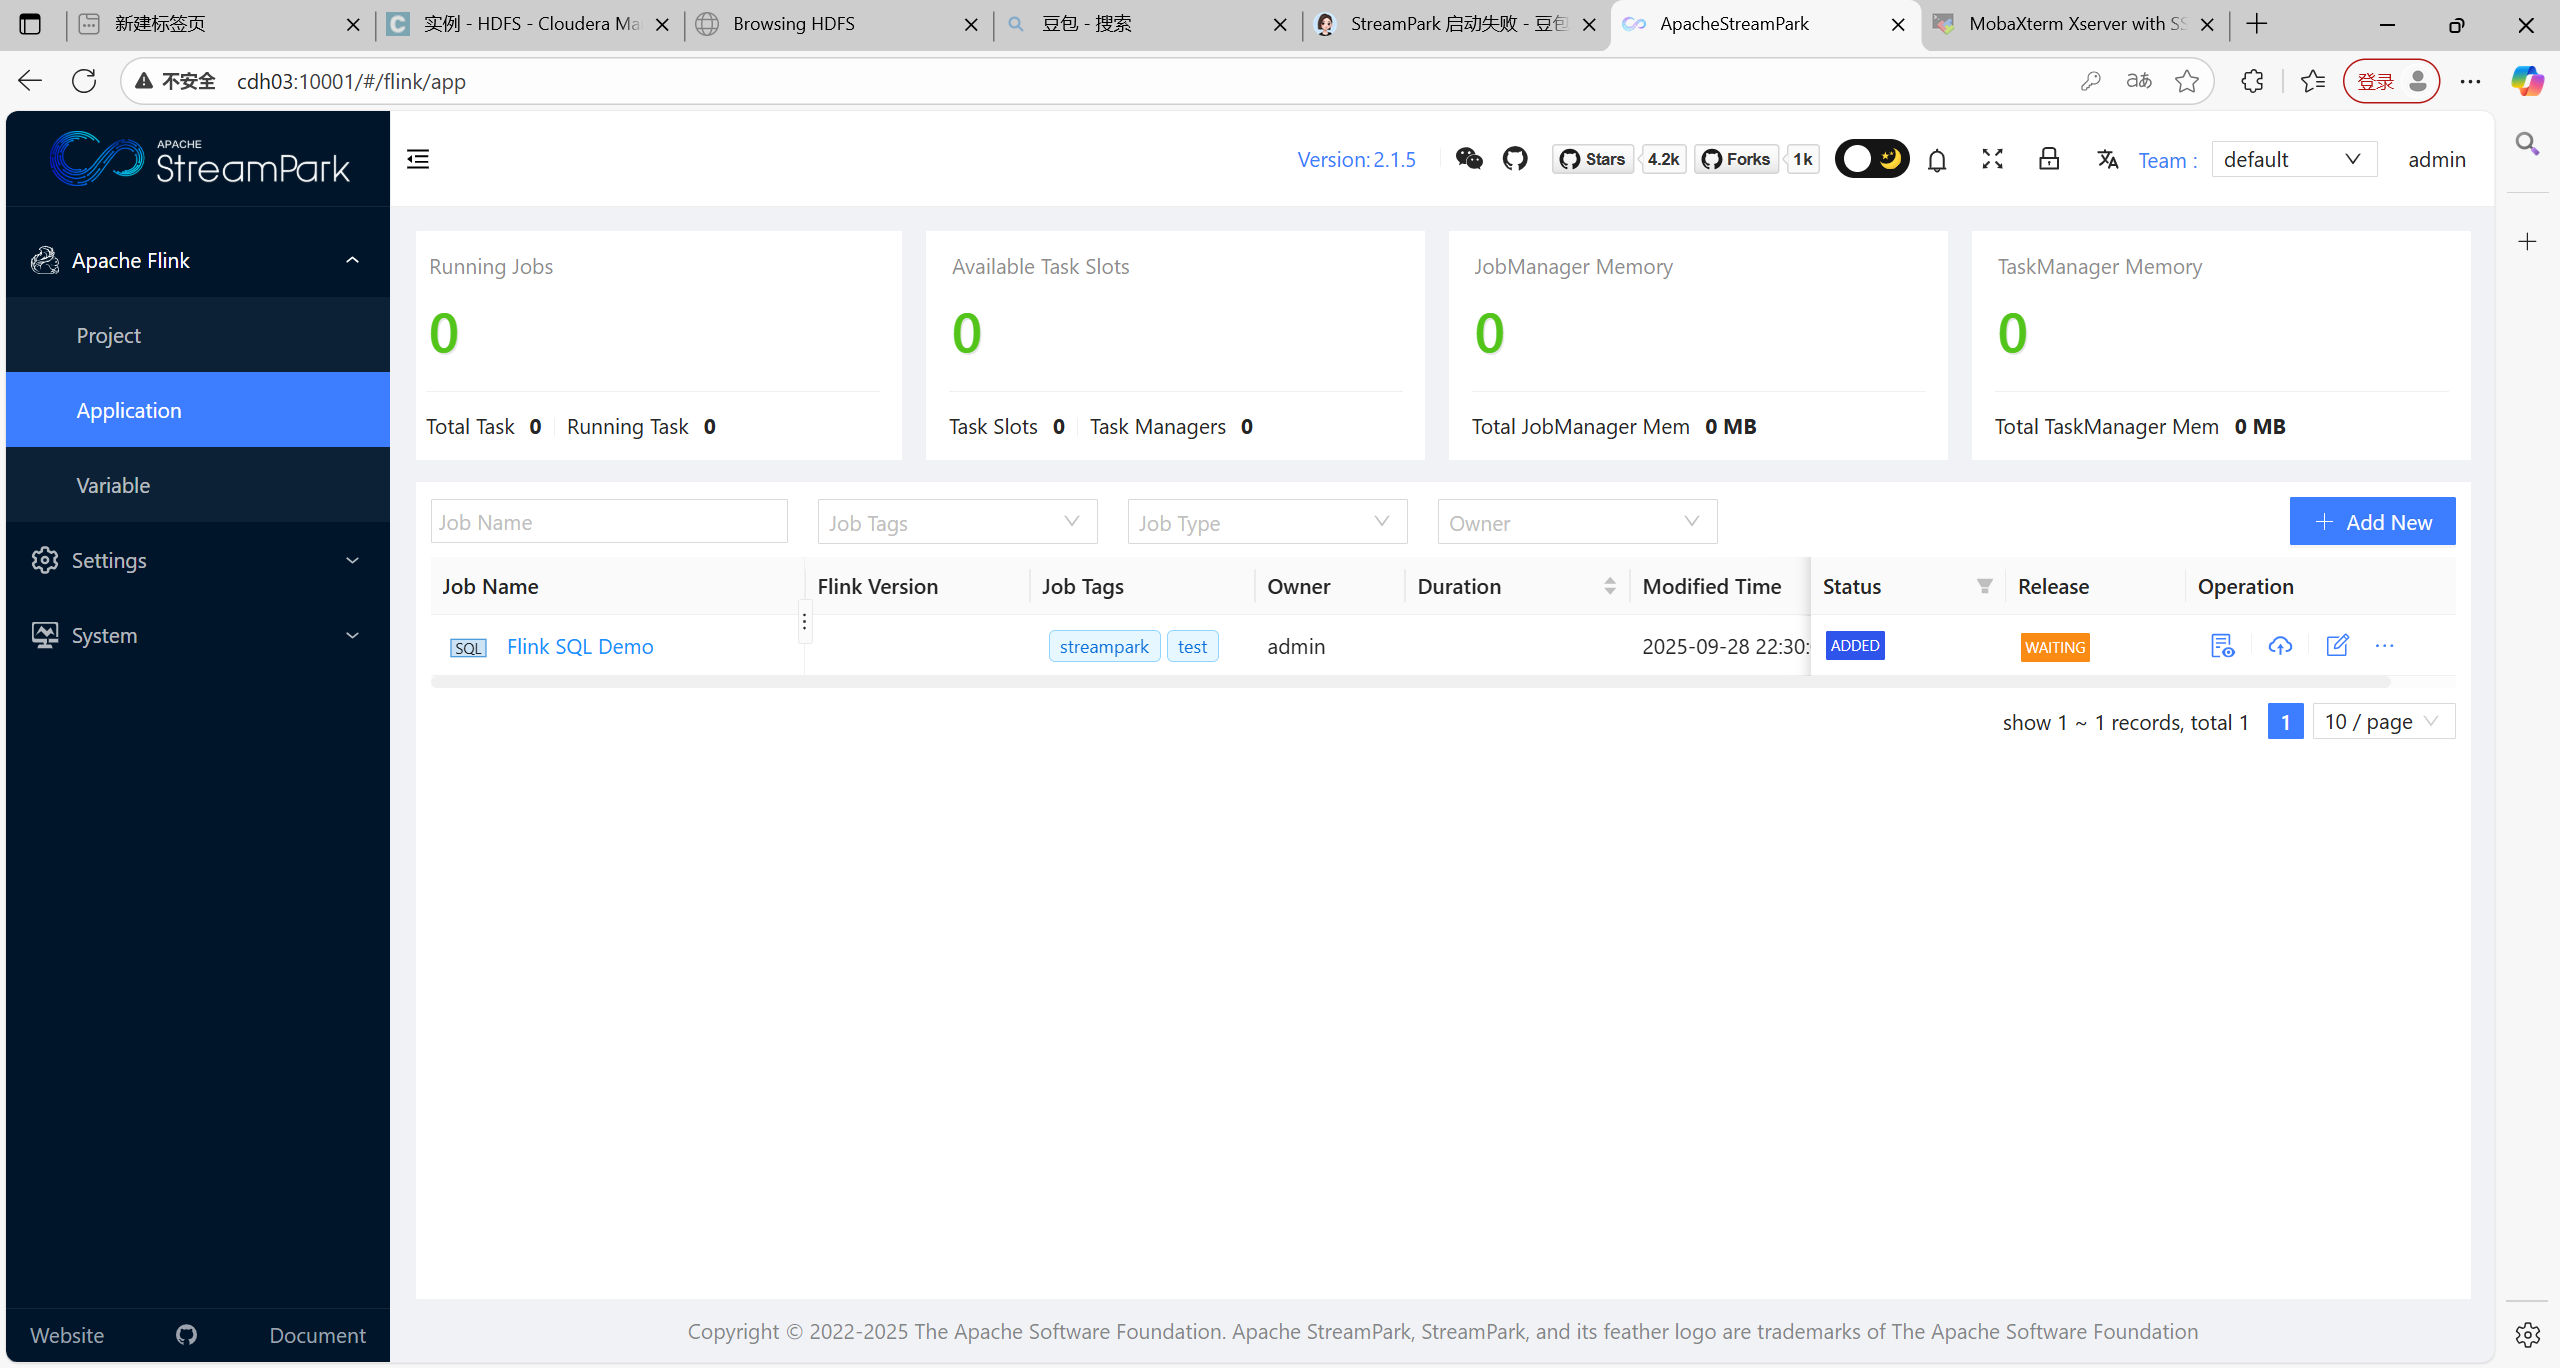 新建标签页
实例 - HDFS - Cloudera Ma
Browsing HDFS
豆包 - 搜索
StreamPark 启动失败 - 豆包
ApacheStreamPark
MobaXterm Xserver with SS
不安全
cdh03:10001/#/flink/app
登录
APACHE
StreamPark
Version: 2.1.5
Stars
4.2k
Forks
1k
Team :
default
admin
Apache Flink
Project
Application
Variable
Settings
System
Website
Document
Running Jobs
0
Total Task 0
Running Task 0
Available Task Slots
0
Task Slots 0
Task Managers 0
JobManager Memory
0
Total JobManager Mem 0 MB
TaskManager Memory
0
Total TaskManager Mem 0 MB
Job Name
Job Tags
Job Type
Owner
Add New
Job Name Flink Version Job Tags Owner Duration Modified Time Status Release Operation
SQL Flink SQL Demo streampark test admin 2025-09-28 22:30: ADDED WAITING
show 1 ~ 1 records, total 1
1
10 / page
Copyright © 2022-2025 The Apache Software Foundation. Apache StreamPark, StreamPark, and its feather logo are trademarks of The Apache Software Foundation